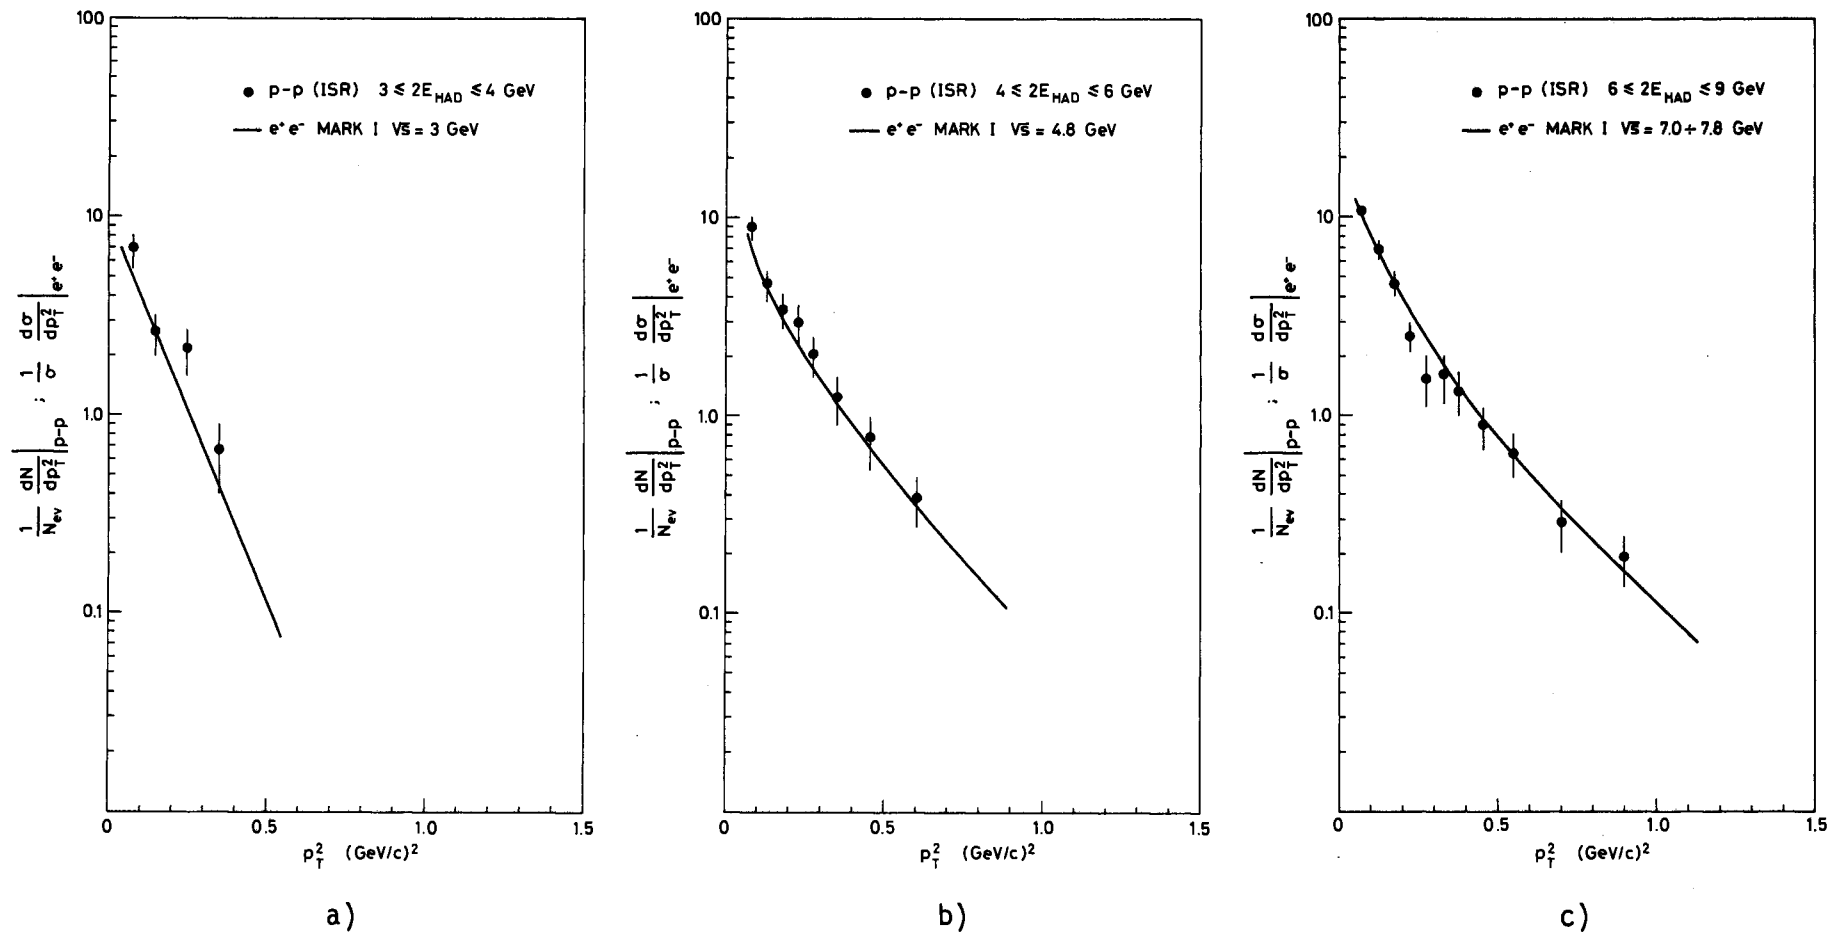 100
10
1.0
0.1
● p-p (ISR) 3 ≤ 2E_HAD ≤ 4 GeV
— e⁺e⁻ MARK I √s = 3 GeV
1/N_ev dN/dp_T² |p-p ; 1/σ dσ/dp_T² |e⁺e⁻
0 0.5 1.0 1.5
p_T² (GeV/c)²
a)
100
10
1.0
0.1
● p-p (ISR) 4 ≤ 2E_HAD ≤ 6 GeV
— e⁺e⁻ MARK I √s = 4.8 GeV
1/N_ev dN/dp_T² |p-p ; 1/σ dσ/dp_T² |e⁺e⁻
0 0.5 1.0 1.5
p_T² (GeV/c)²
b)
100
10
1.0
0.1
● p-p (ISR) 6 ≤ 2E_HAD ≤ 9 GeV
— e⁺e⁻ MARK I √s = 7.0 ÷ 7.8 GeV
1/N_ev dN/dp_T² |p-p ; 1/σ dσ/dp_T² |e⁺e⁻
0 0.5 1.0 1.5
p_T² (GeV/c)²
c)